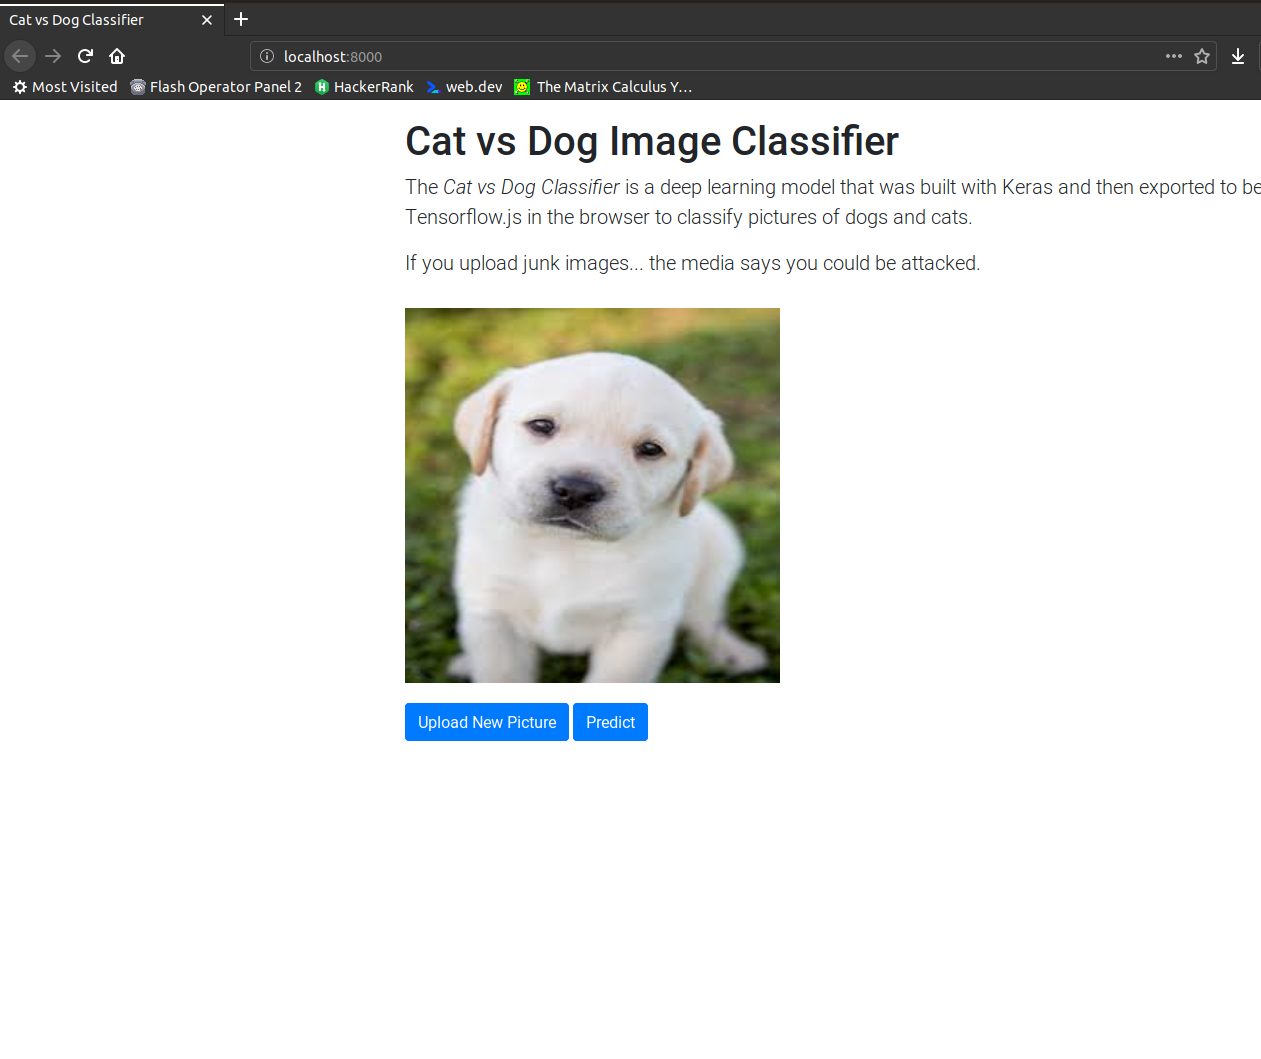 Cat vs Dog Classifier
localhost:8000
Most Visited Flash Operator Panel 2 HackerRank web.dev The Matrix Calculus Y…
Cat vs Dog Image Classifier
The Cat vs Dog Classifier is a deep learning model that was built with Keras and then exported to be
Tensorflow.js in the browser to classify pictures of dogs and cats.
If you upload junk images... the media says you could be attacked.
Upload New Picture Predict